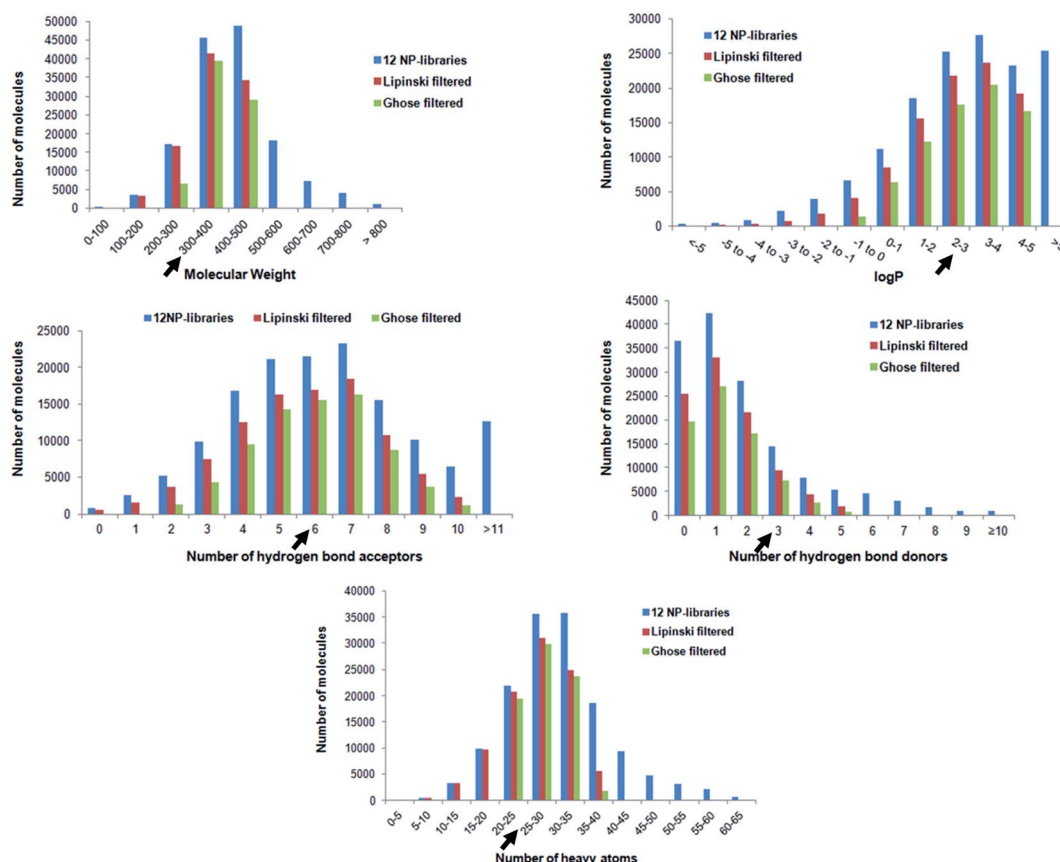 50000
45000
40000
35000
30000
25000
20000
15000
10000
5000
0
Number of molecules
12 NP-libraries
Lipinski filtered
Ghose filtered
0-100
100-200
200-300
300-400
400-500
500-600
600-700
700-800
> 800
Molecular Weight
30000
25000
20000
15000
10000
5000
0
Number of molecules
12 NP-libraries
Lipinski filtered
Ghose filtered
<-5
-5 to -4
-4 to -3
-3 to -2
-2 to -1
-1 to 0
0-1
1-2
2-3
3-4
4-5
logP
12NP-libraries Lipinski filtered Ghose filtered
25000
20000
15000
10000
5000
0
Number of molecules
0 1 2 3 4 5 6 7 8 9 10 >11
Number of hydrogen bond acceptors
45000
40000
35000
30000
25000
20000
15000
10000
5000
0
Number of molecules
12 NP-libraries
Lipinski filtered
Ghose filtered
0 1 2 3 4 5 6 7 8 9 ≥10
Number of hydrogen bond donors
40000
35000
30000
25000
20000
15000
10000
5000
0
Number of molecules
12 NP-libraries
Lipinski filtered
Ghose filtered
0-5
5-10
10-15
15-20
20-25
25-30
30-35
35-40
40-45
45-50
50-55
55-60
60-65
Number of heavy atoms